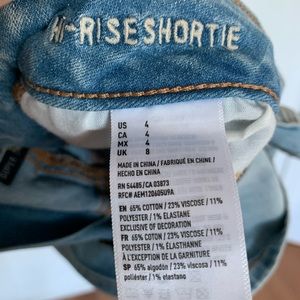 HI-RISE SHORTIE
US 4
CA 4
MX 4
UK 8
MADE IN CHINA / FABRIQUÉ EN CHINE /
HECHO EN CHINA
RN 54485/CA 03873
RFC# AEM120605U9A
EN 65% COTTON / 23% VISCOSE / 11%
POLYESTER / 1% ELASTANE
EXCLUSIVE OF DECORATION
FR 65% COTON / 23% VISCOSE / 11%
POLYESTER / 1% ÉLASTHANNE
À L'EXCEPTION DE LA GARNITURE
SP 65% algodón / 23% viscosa / 11%
poliéster / 1% elastano